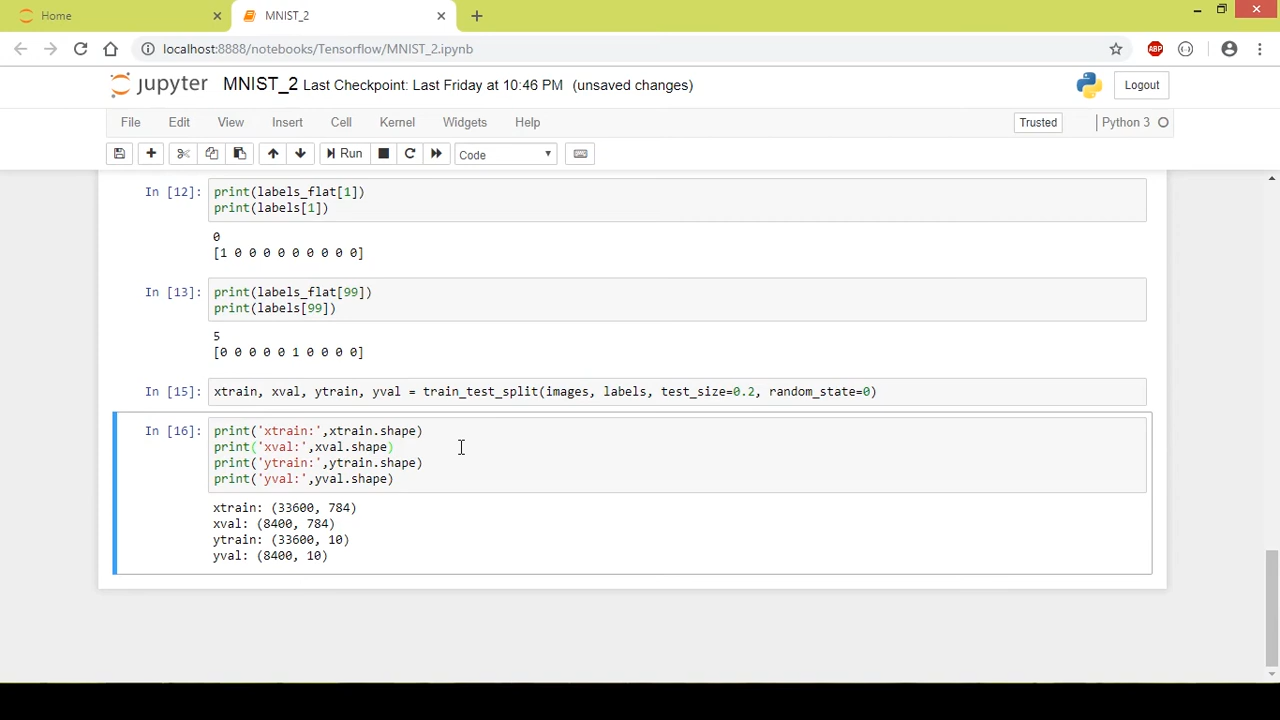 Home
MNIST_2
localhost:8888/notebooks/Tensorflow/MNIST_2.ipynb
ABP
jupyter MNIST_2 Last Checkpoint: Last Friday at 10:46 PM (unsaved changes)
Logout
File Edit View Insert Cell Kernel Widgets Help
Trusted
Python 3
Run
Code
In [12]: print(labels_flat[1])
print(labels[1])
0
[1 0 0 0 0 0 0 0 0 0]
In [13]: print(labels_flat[99])
print(labels[99])
5
[0 0 0 0 0 1 0 0 0 0]
In [15]: xtrain, xval, ytrain, yval = train_test_split(images, labels, test_size=0.2, random_state=0)
In [16]: print('xtrain:',xtrain.shape)
print('xval:',xval.shape)
print('ytrain:',ytrain.shape)
print('yval:',yval.shape)
xtrain: (33600, 784)
xval: (8400, 784)
ytrain: (33600, 10)
yval: (8400, 10)